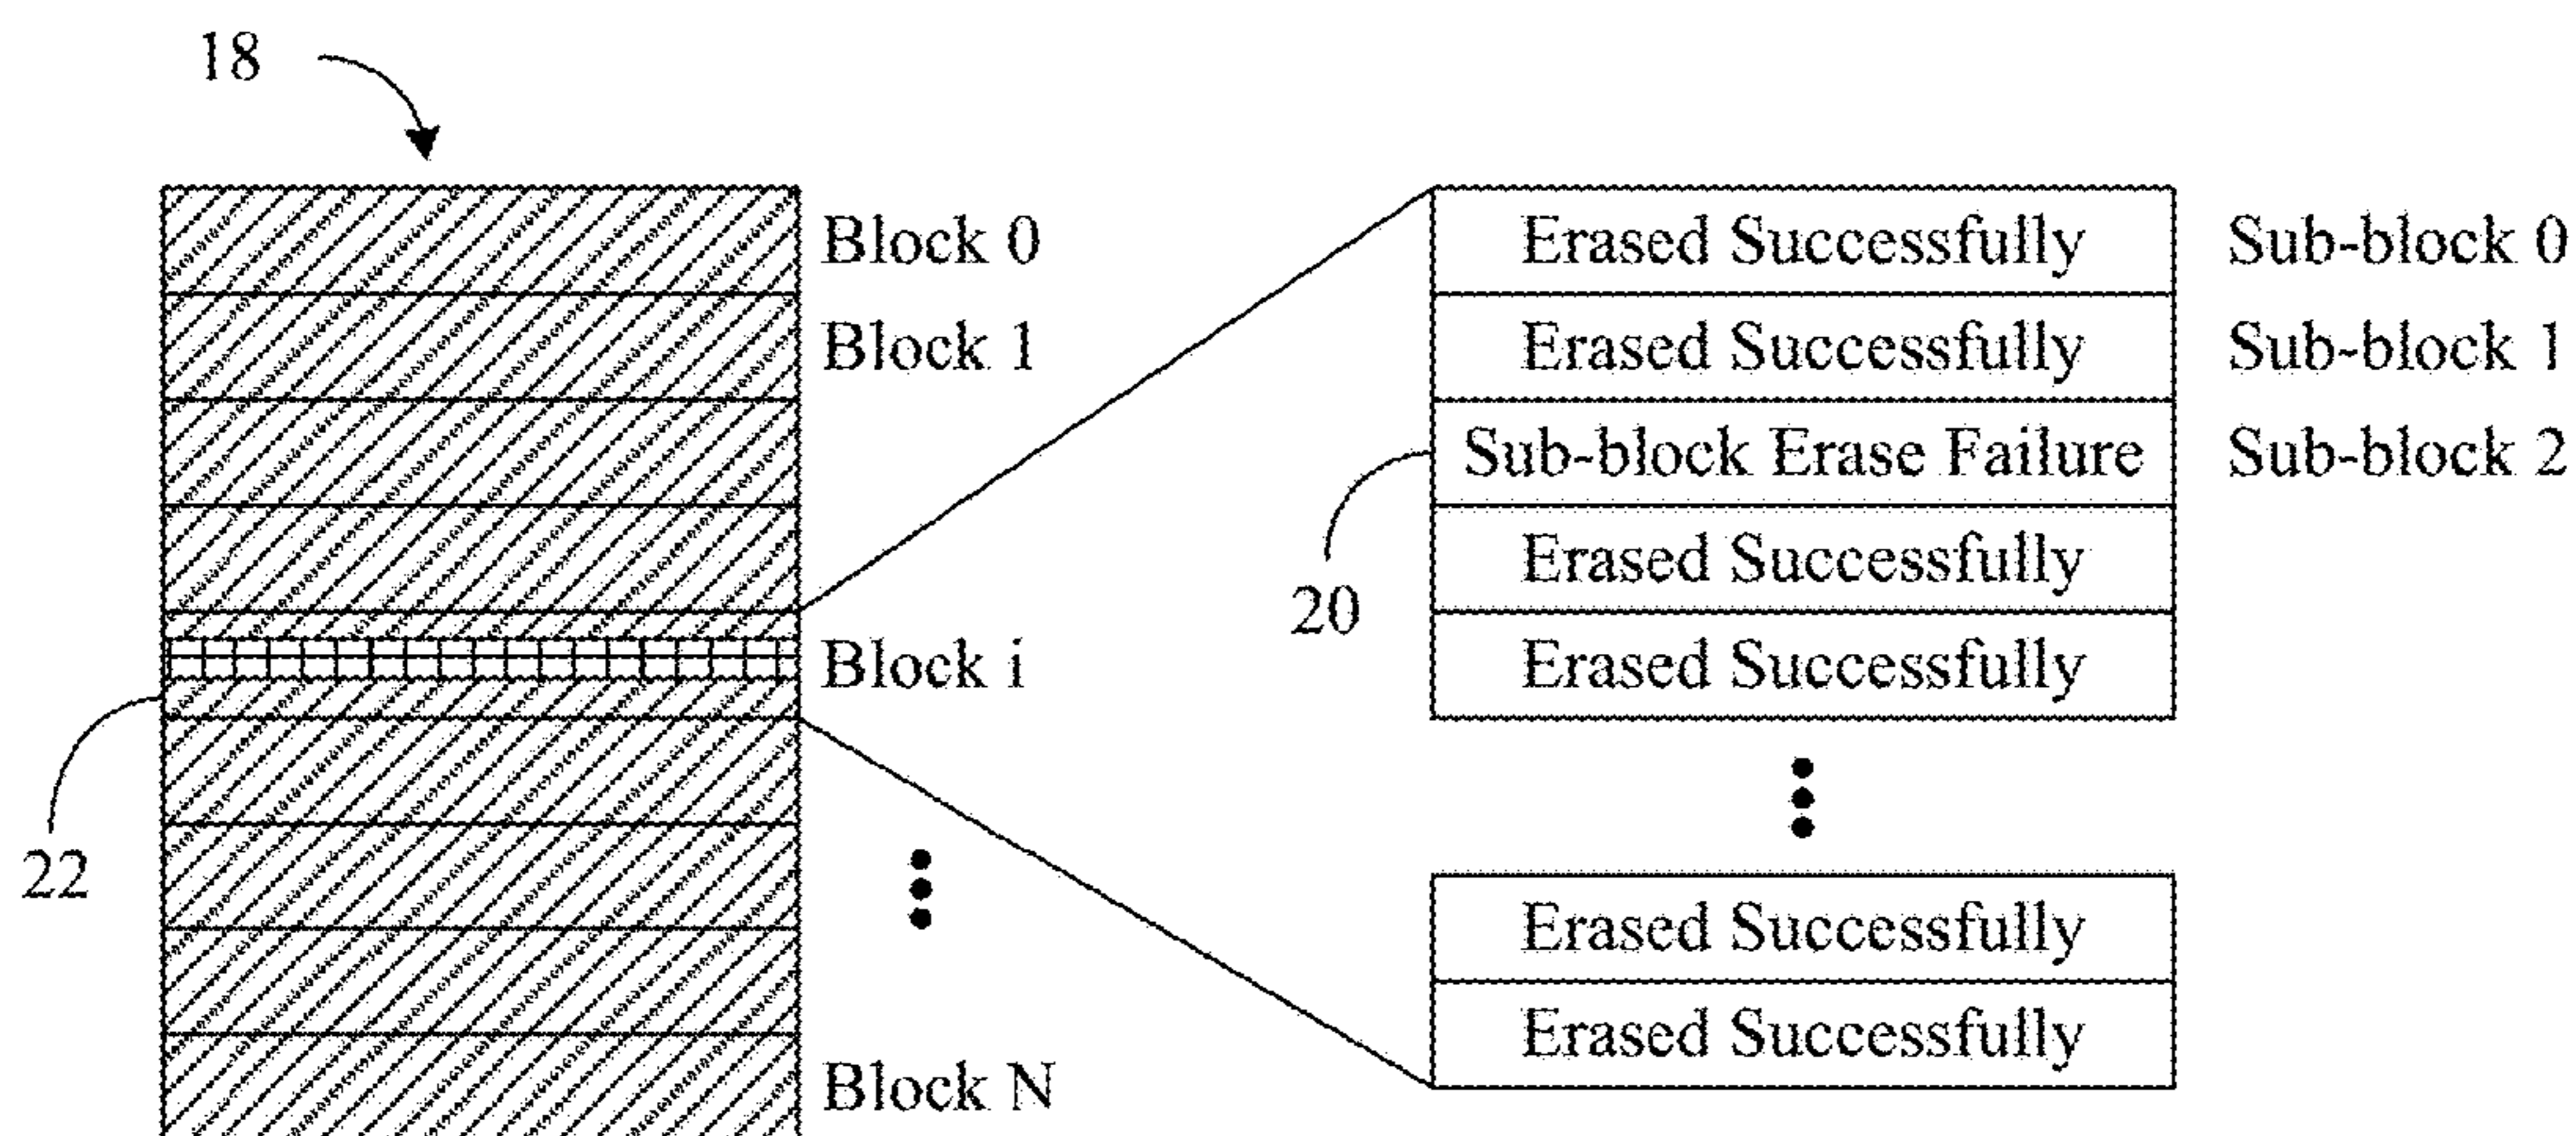 18
Block 0
Block 1
Block i
22
Block N
Erased Successfully Sub-block 0
Erased Successfully Sub-block 1
Sub-block Erase Failure Sub-block 2
20
Erased Successfully
Erased Successfully
Erased Successfully
Erased Successfully